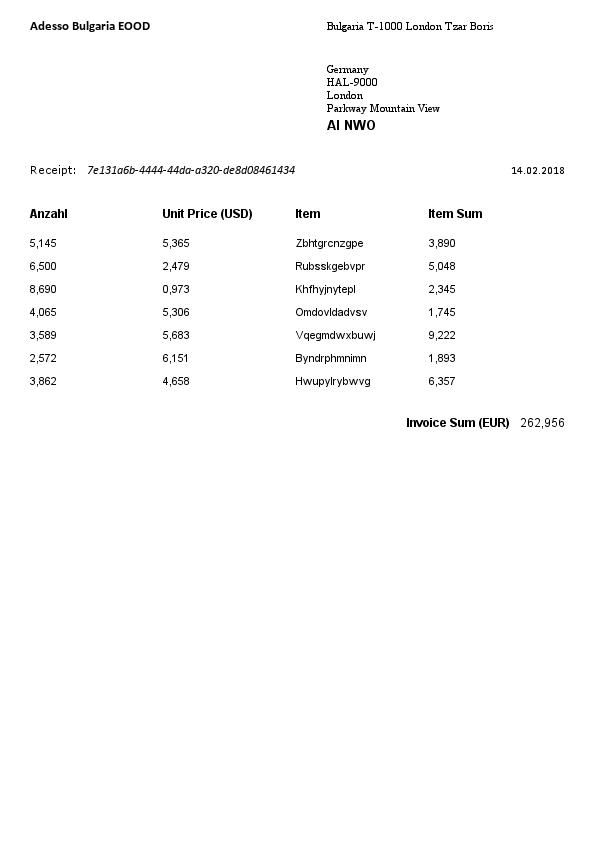 Adesso Bulgaria EOOD
Bulgaria T-1000 London Tzar Boris
Germany
HAL-9000
London
Parkway Mountain View
AI NWO
Receipt: 7e131a6b-4444-44da-a320-de8d08461434
14.02.2018
Anzahl Unit Price (USD) Item Item Sum
5,145 5,365 Zbhtgrcnzgpe 3,890
6,500 2,479 Rubsskgebvpr 5,048
8,690 0,973 Khfhyjnytepl 2,345
4,065 5,306 Omdovldadvsv 1,745
3,589 5,683 Vqegmdwxbuwj 9,222
2,572 6,151 Byndrphmnimn 1,893
3,862 4,658 Hwupylrybwvg 6,357
Invoice Sum (EUR) 262,956